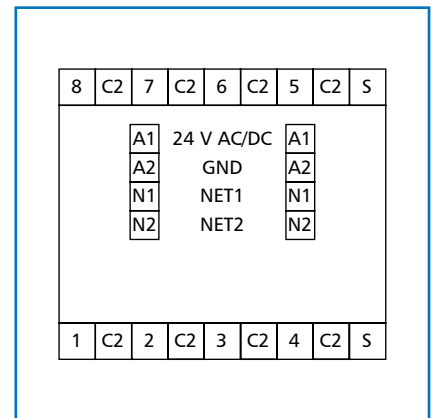 8 C2 7 C2 6 C2 5 C2 S
A1 24 V AC/DC A1
A2 GND A2
N1 NET1 N1
N2 NET2 N2
1 C2 2 C2 3 C2 4 C2 S